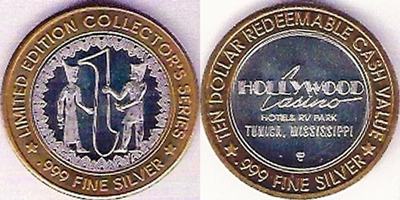 LIMITED EDITION COLLECTOR'S SERIES
1
★ .999 FINE SILVER ★
TEN DOLLAR REDEEMABLE CASH VALUE
HOLLYWOOD
Casino
HOTEL & RV PARK
TUNICA, MISSISSIPPI
★ .999 FINE SILVER ★